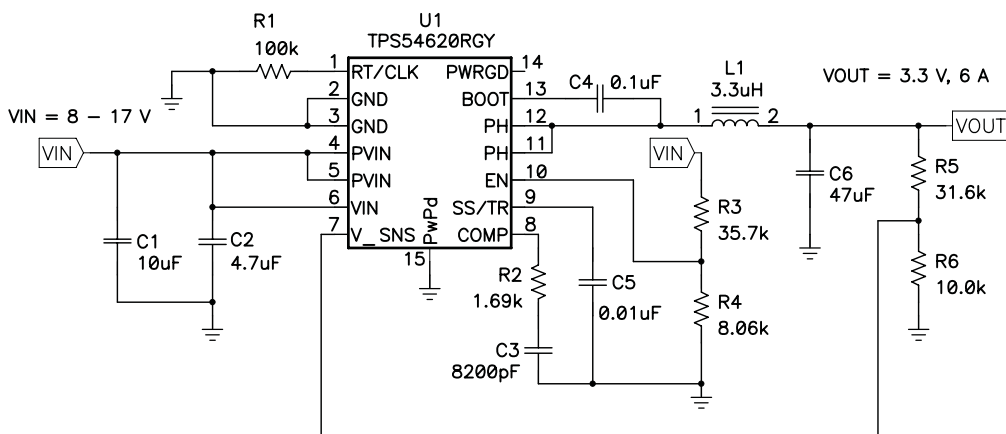 U1
TPS54620RGY
R1
100k
1 RT/CLK PWRGD 14
2 GND BOOT 13
3 GND PH 12
4 PVIN PH 11
5 PVIN EN 10
6 VIN SS/TR 9
7 V_SNS COMP 8
PwPd
15
VIN = 8 – 17 V
VIN
C1
10uF
C2
4.7uF
C4
0.1uF
L1
3.3uH
1 2
VOUT = 3.3 V, 6 A
VOUT
VIN
R3
35.7k
R4
8.06k
R2
1.69k
C3
8200pF
C5
0.01uF
C6
47uF
R5
31.6k
R6
10.0k